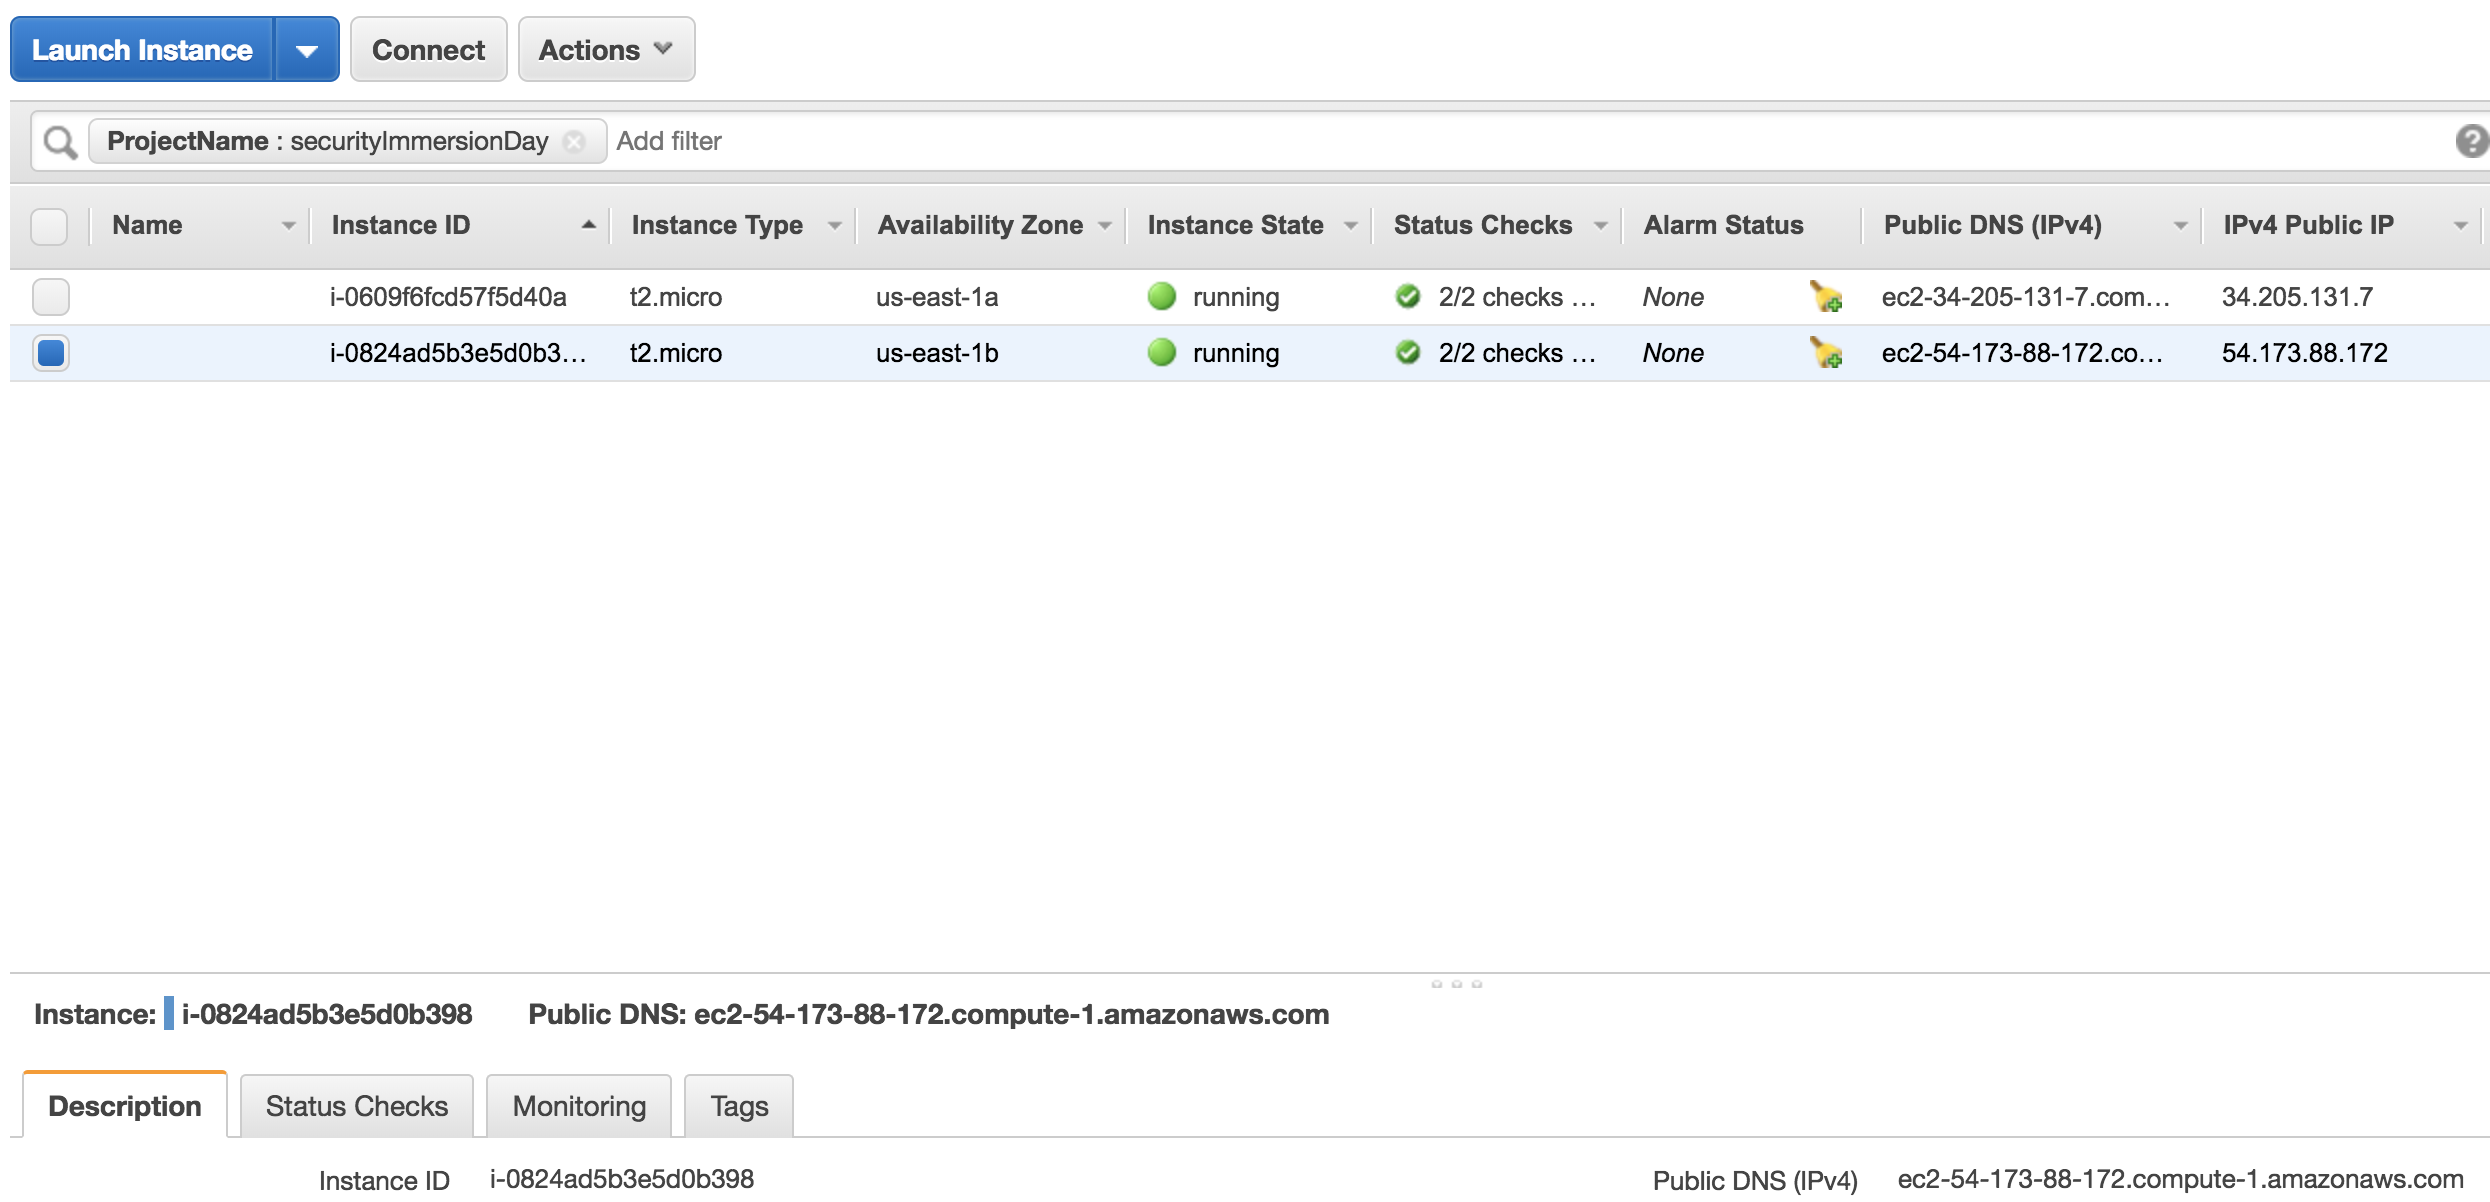 Launch Instance Connect Actions
ProjectName : securityImmersionDay Add filter
Name Instance ID Instance Type Availability Zone Instance State Status Checks Alarm Status Public DNS (IPv4) IPv4 Public IP
i-0609f6fcd57f5d40a t2.micro us-east-1a running 2/2 checks … None ec2-34-205-131-7.com… 34.205.131.7
i-0824ad5b3e5d0b3… t2.micro us-east-1b running 2/2 checks … None ec2-54-173-88-172.co… 54.173.88.172
Instance: i-0824ad5b3e5d0b398 Public DNS: ec2-54-173-88-172.compute-1.amazonaws.com
Description Status Checks Monitoring Tags
Instance ID i-0824ad5b3e5d0b398 Public DNS (IPv4) ec2-54-173-88-172.compute-1.amazonaws.com